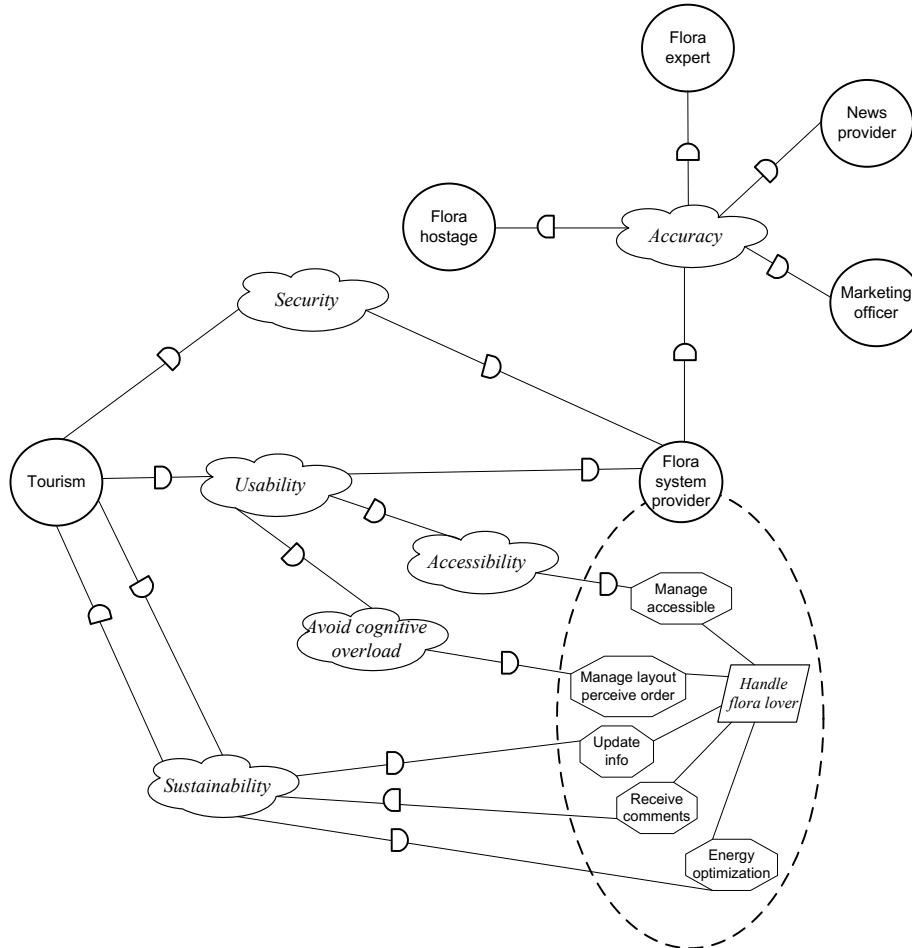 Flora
expert
News
provider
Flora
hostage
Accuracy
Marketing
officer
Security
Tourism
Usability
Flora
system
provider
Accessibility
Manage
accessible
Avoid cognitive
overload
Manage layout
perceive order
Handle
flora lover
Update
info
Sustainability
Receive
comments
Energy
optimization